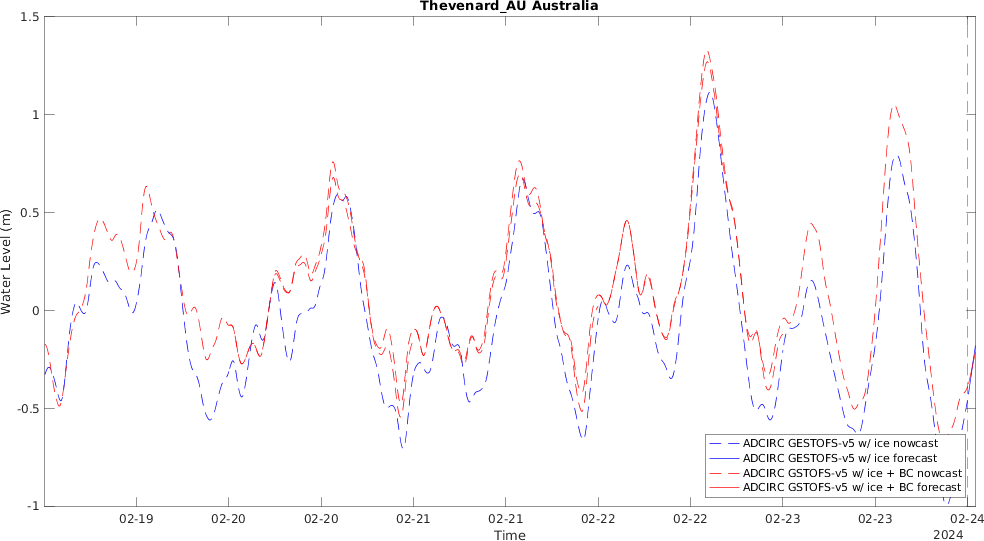 Thevenard_AU Australia
1.5
1
0.5
0
-0.5
-1
Water Level (m)
02-19
02-20
02-20
02-21
02-21
02-22
02-22
02-23
02-23
02-24
Time
2024
ADCIRC GESTOFS-v5 w/ ice nowcast
ADCIRC GESTOFS-v5 w/ ice forecast
ADCIRC GSTOFS-v5 w/ ice + BC nowcast
ADCIRC GSTOFS-v5 w/ ice + BC forecast